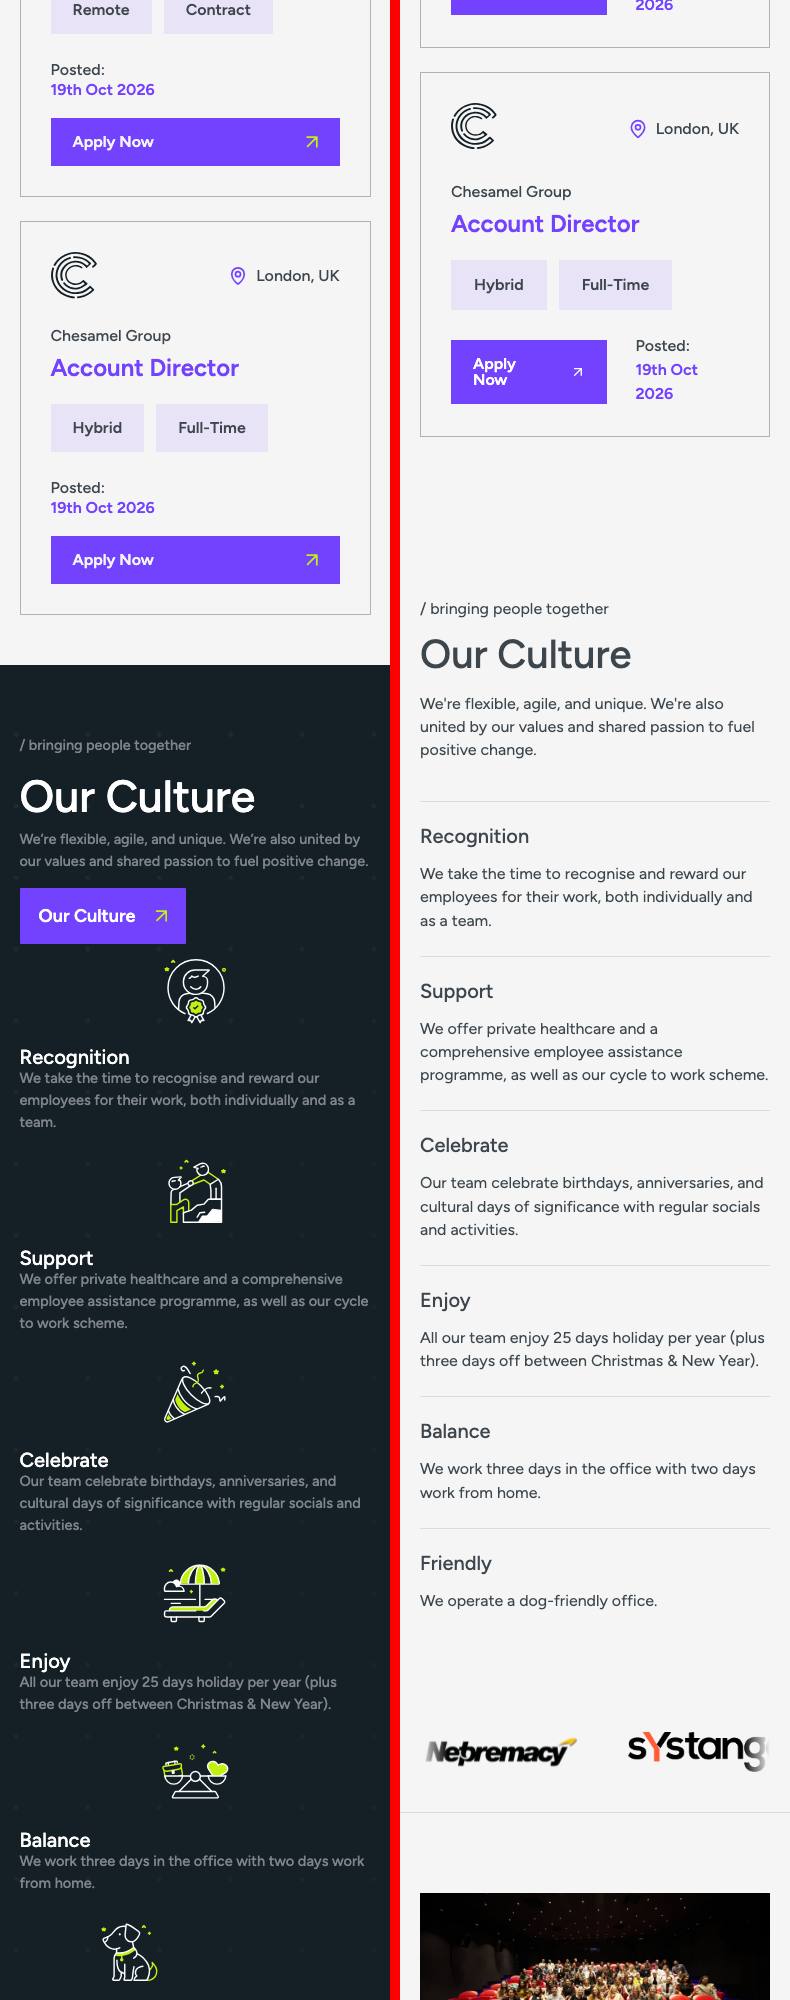 Remote
Contract
Posted:
19th Oct 2026
Apply Now
London, UK
Chesamel Group
Account Director
Hybrid
Full-Time
Posted:
19th Oct 2026
Apply Now
/ bringing people together
Our Culture
We're flexible, agile, and unique. We're also united by
our values and shared passion to fuel positive change.
Our Culture
Recognition
We take the time to recognise and reward our
employees for their work, both individually and as a
team.
Support
We offer private healthcare and a comprehensive
employee assistance programme, as well as our cycle
to work scheme.
Celebrate
Our team celebrate birthdays, anniversaries, and
cultural days of significance with regular socials and
activities.
Enjoy
All our team enjoy 25 days holiday per year (plus
three days off between Christmas & New Year).
Balance
We work three days in the office with two days work
from home.
2026
London, UK
Chesamel Group
Account Director
Hybrid
Full-Time
Apply
Now
Posted:
19th Oct
2026
/ bringing people together
Our Culture
We're flexible, agile, and unique. We're also
united by our values and shared passion to fuel
positive change.
Recognition
We take the time to recognise and reward our
employees for their work, both individually and
as a team.
Support
We offer private healthcare and a
comprehensive employee assistance
programme, as well as our cycle to work scheme.
Celebrate
Our team celebrate birthdays, anniversaries, and
cultural days of significance with regular socials
and activities.
Enjoy
All our team enjoy 25 days holiday per year (plus
three days off between Christmas & New Year).
Balance
We work three days in the office with two days
work from home.
Friendly
We operate a dog-friendly office.
Netpremacy
sYstang